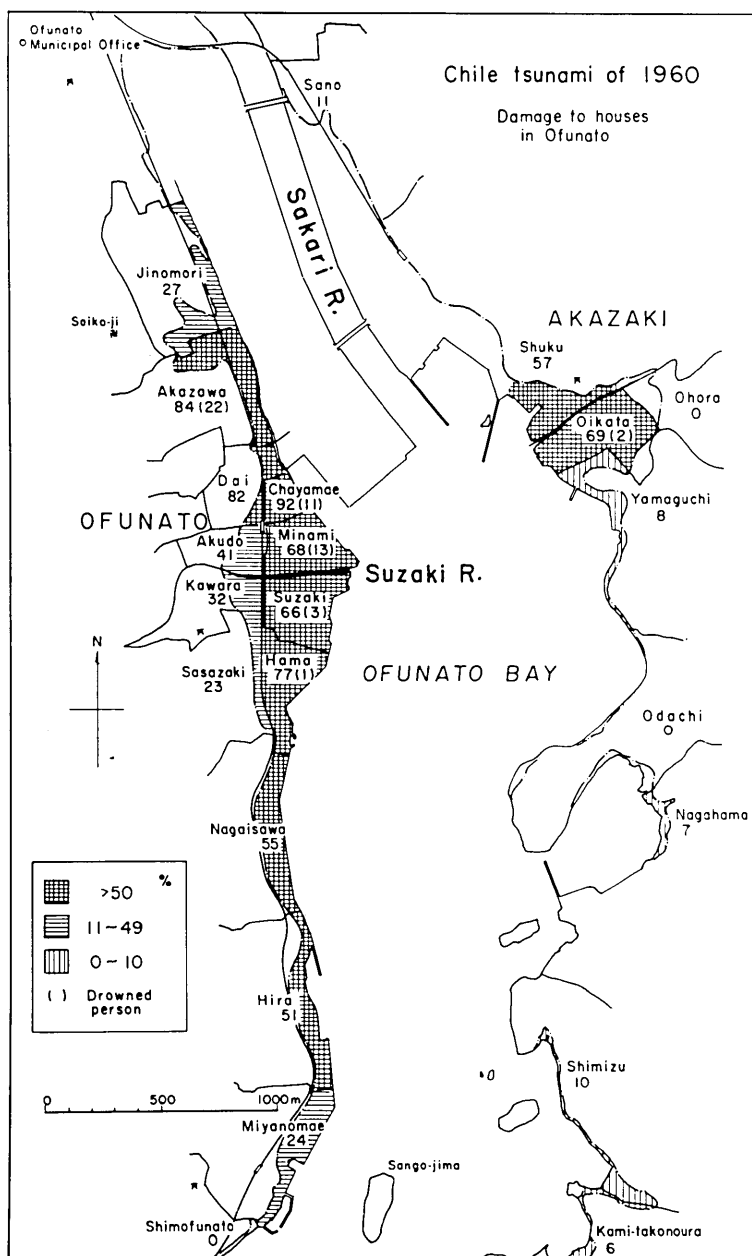 Ofunato
Municipal Office
Chile tsunami of 1960
Damage to houses
in Ofunato
Sano
11
Sakari R.
Jinomori
27
Saiko-ji
AKAZAKI
Shuku
57
Akazawa
84(22)
Oikata
69(2)
Ohora
0
Dai
82
Chayamae
92(11)
Yamaguchi
8
OFUNATO
Akudo
41
Minami
68(13)
Suzaki R.
Kawara
32
Suzaki
66(3)
N
Sasazaki
23
Hama
77(1)
OFUNATO BAY
Odachi
0
Nagaisawa
55
Nagahama
7
%
>50
11~49
0~10
( ) Drowned
person
Hira
51
Shimizu
10
0 500 1000m
Miyanomae
24
Sango-jima
Shimofunato
0
Kami-takonoura
6